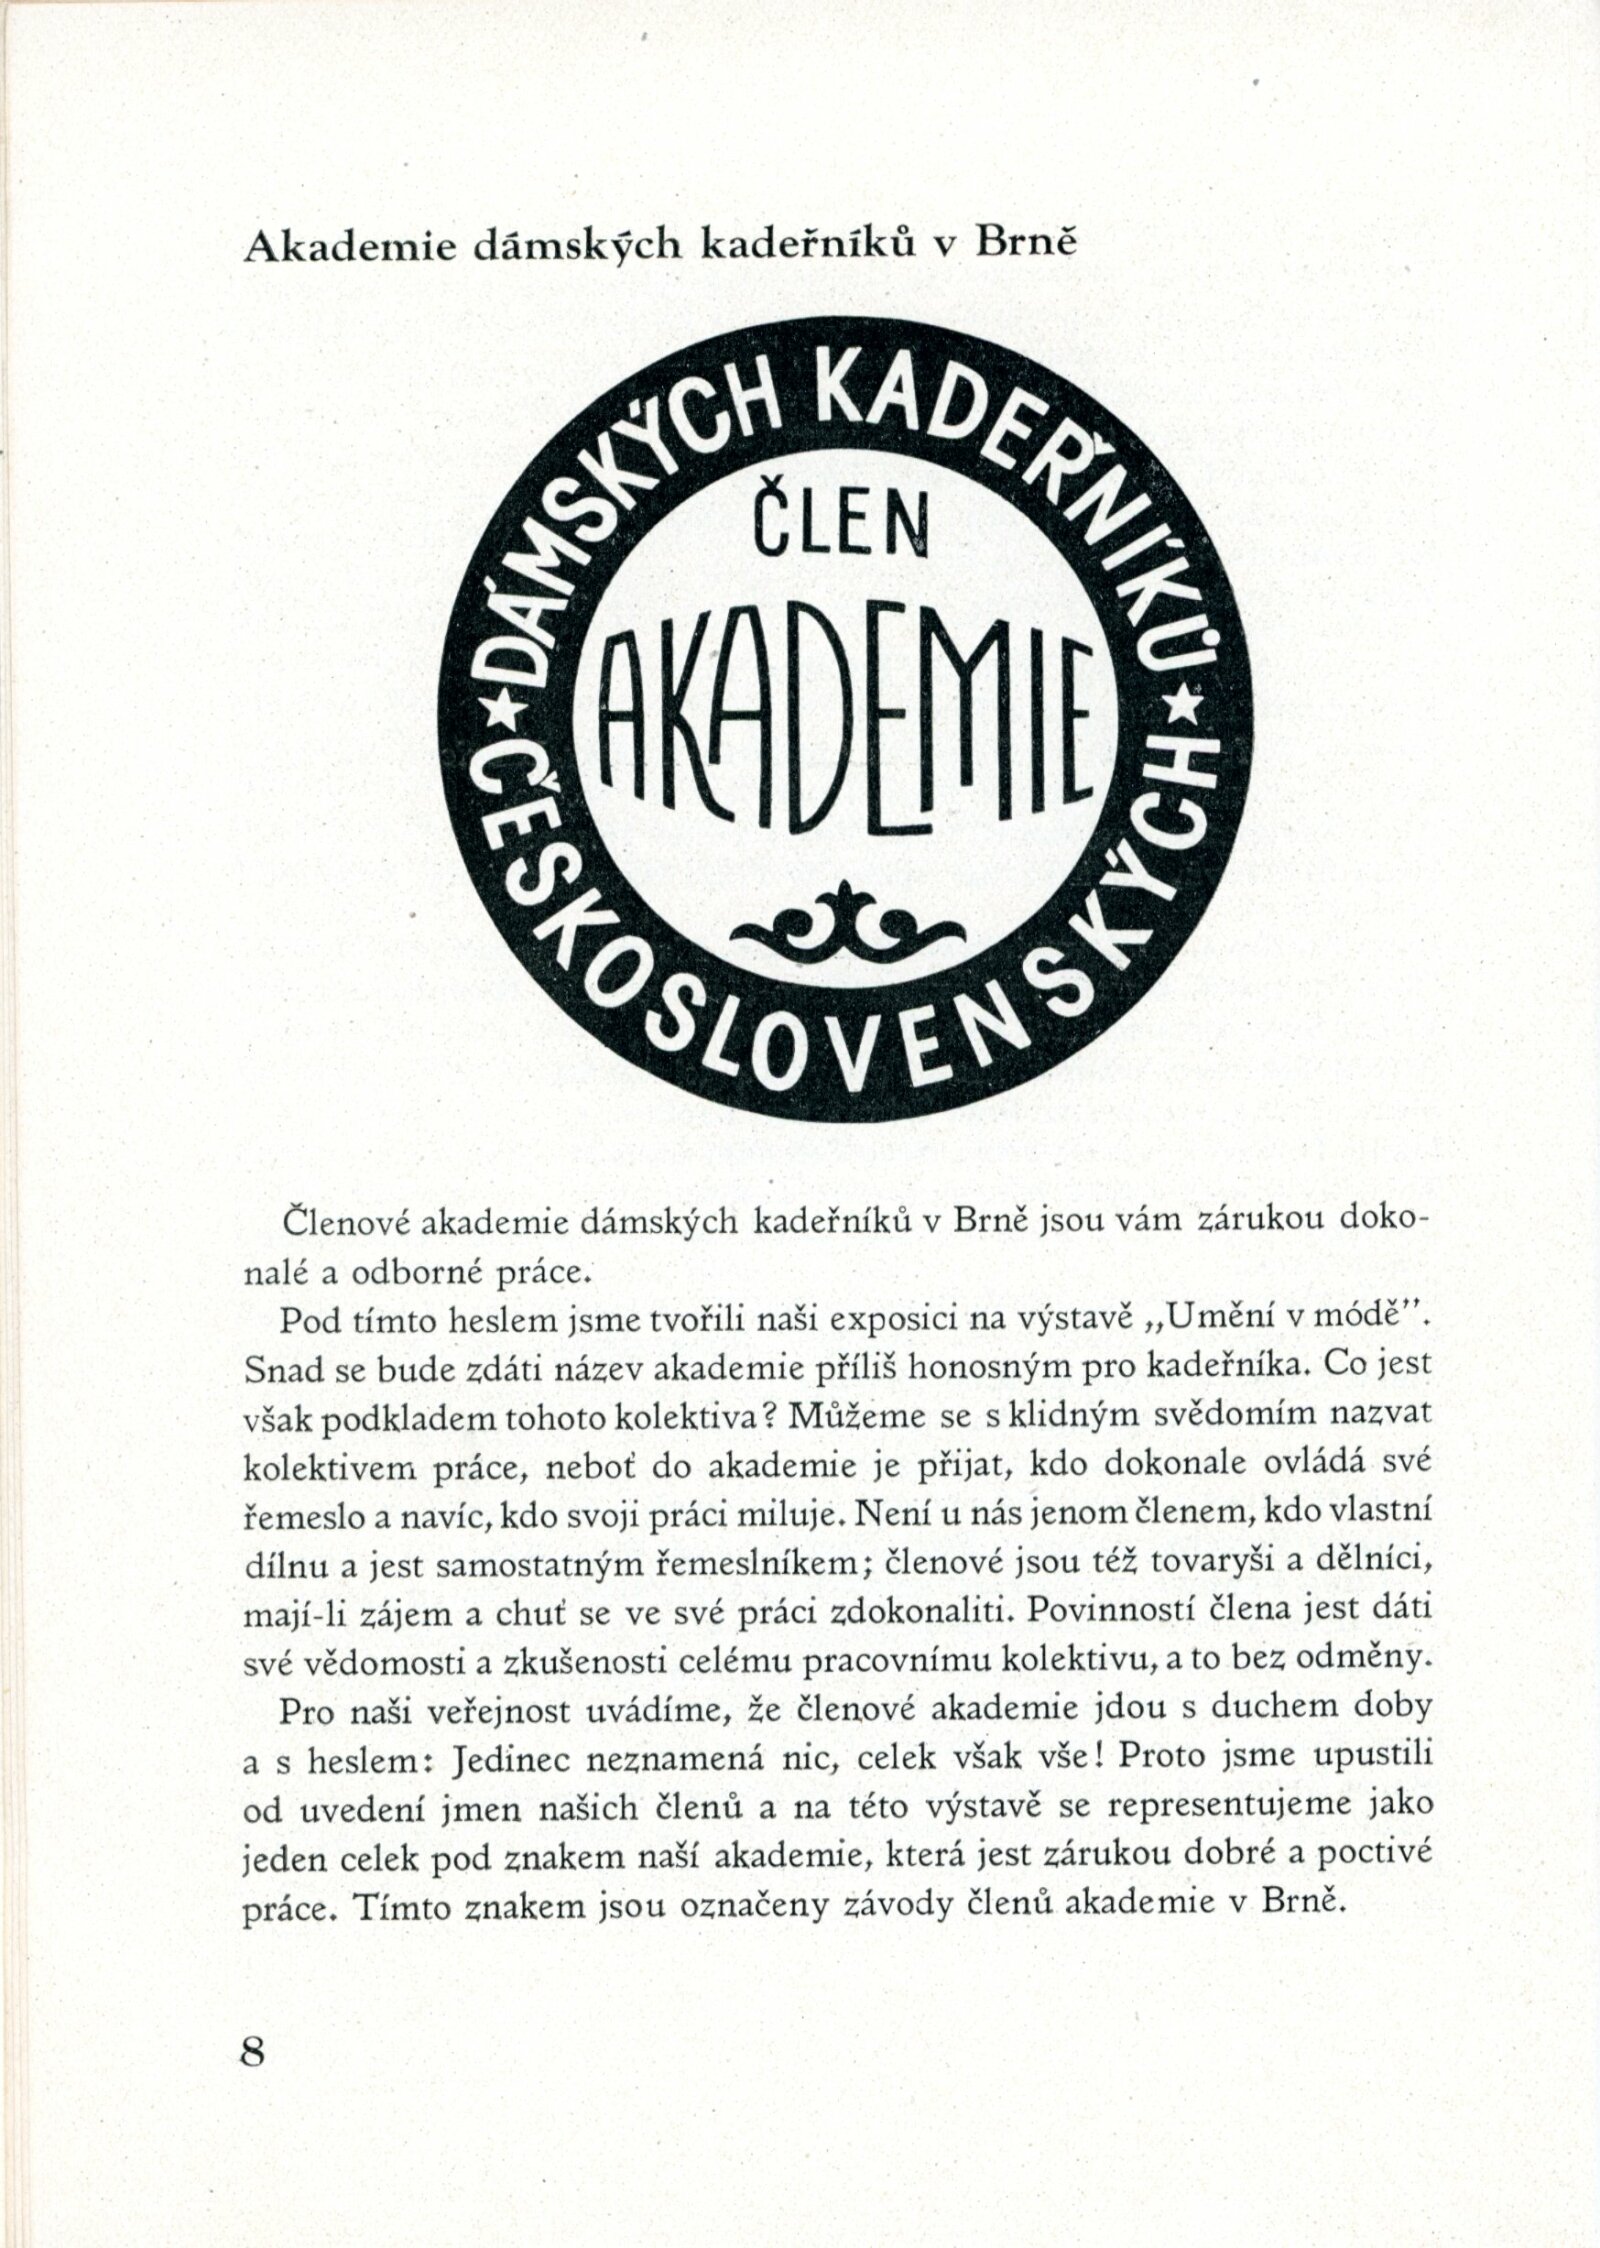 Akademie dámských kadeřníků v Brně
DÁMSKÝCH KADEŘNÍKŮ
ČLEN
AKADEMIE
ČESKOSLOVENSKÝCH
Členové akademie dámských kadeřníků v Brně jsou vám zárukou doko-
nalé a odborné práce.
Pod tímto heslem jsme tvořili naši exposici na výstavě „Umění v módě”.
Snad se bude zdáti název akademie příliš honosným pro kadeřníka. Co jest
však podkladem tohoto kolektiva? Můžeme se s klidným svědomím nazvat
kolektivem práce, neboť do akademie je přijat, kdo dokonale ovládá své
řemeslo a navíc, kdo svoji práci miluje. Není u nás jenom členem, kdo vlastní
dílnu a jest samostatným řemeslníkem; členové jsou též tovaryši a dělníci,
mají-li zájem a chuť se ve své práci zdokonaliti. Povinností člena jest dáti
své vědomosti a zkušenosti celému pracovnímu kolektivu, a to bez odměny.
Pro naši veřejnost uvádíme, že členové akademie jdou s duchem doby
a s heslem: Jedinec neznamená nic, celek však vše! Proto jsme upustili
od uvedení jmen našich členů a na této výstavě se representujeme jako
jeden celek pod znakem naší akademie, která jest zárukou dobré a poctivé
práce. Tímto znakem jsou označeny závody členů akademie v Brně.
8